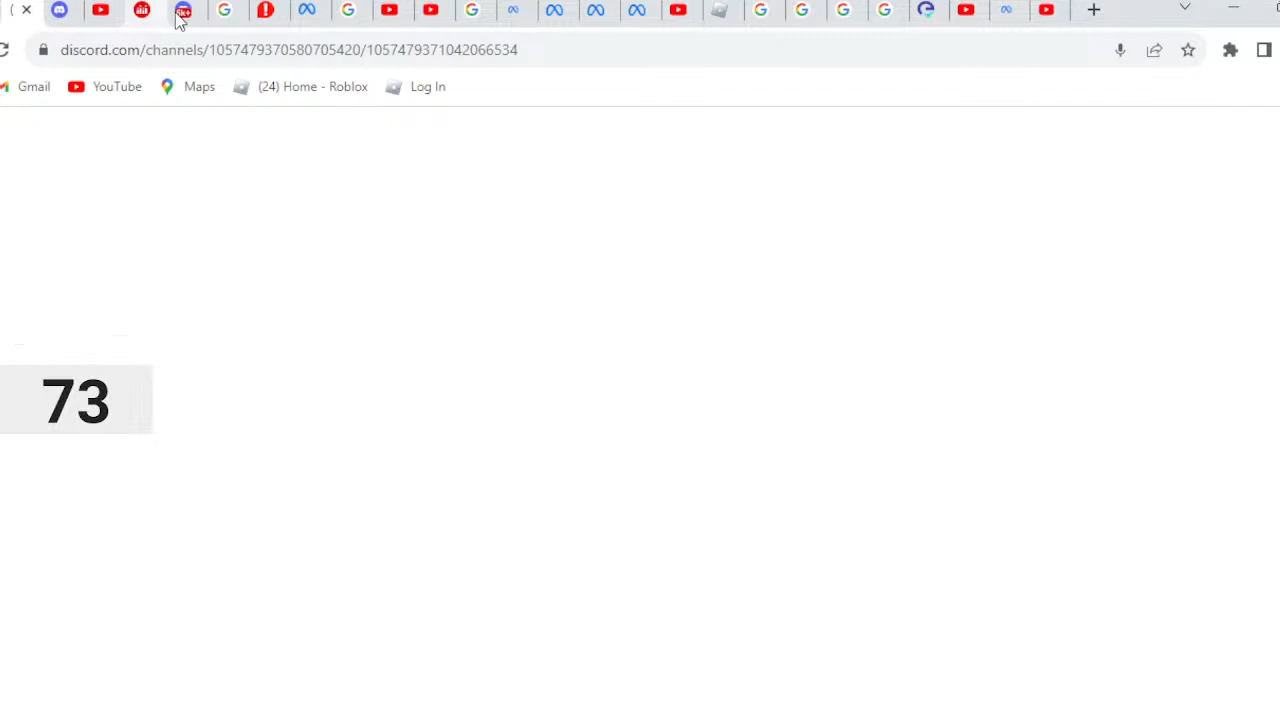 discord.com/channels/1057479370580705420/1057479371042066534
Gmail YouTube Maps (24) Home - Roblox Log In
73